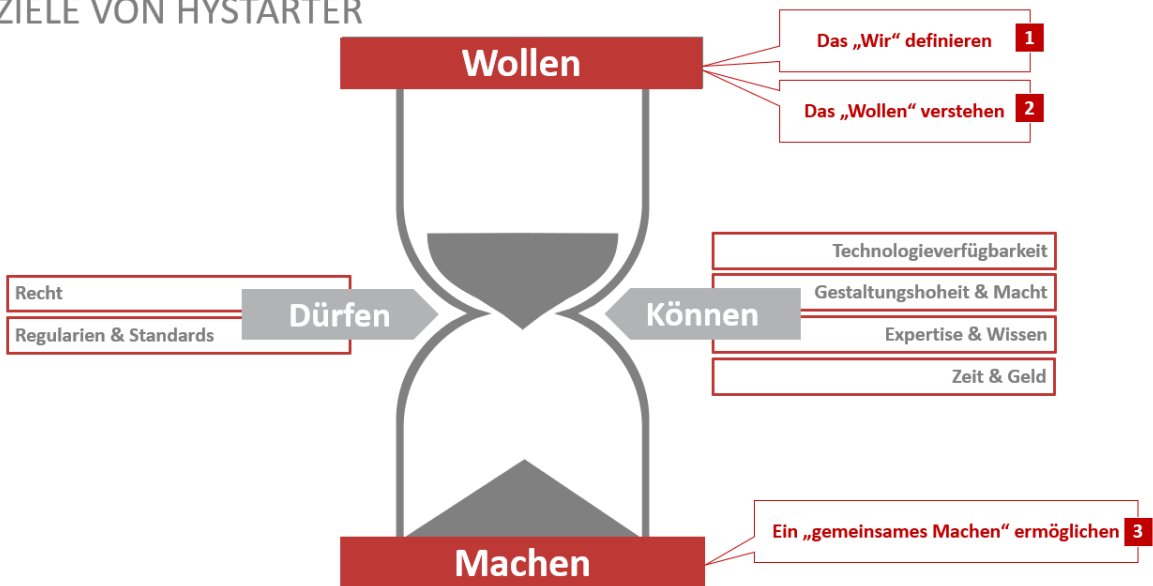 ZIELE VON HYSTARTER
Wollen
Das „Wir“ definieren 1
Das „Wollen“ verstehen 2
Recht
Regularien & Standards
Dürfen
Können
Technologieverfügbarkeit
Gestaltungshoheit & Macht
Expertise & Wissen
Zeit & Geld
Ein „gemeinsames Machen“ ermöglichen 3
Machen